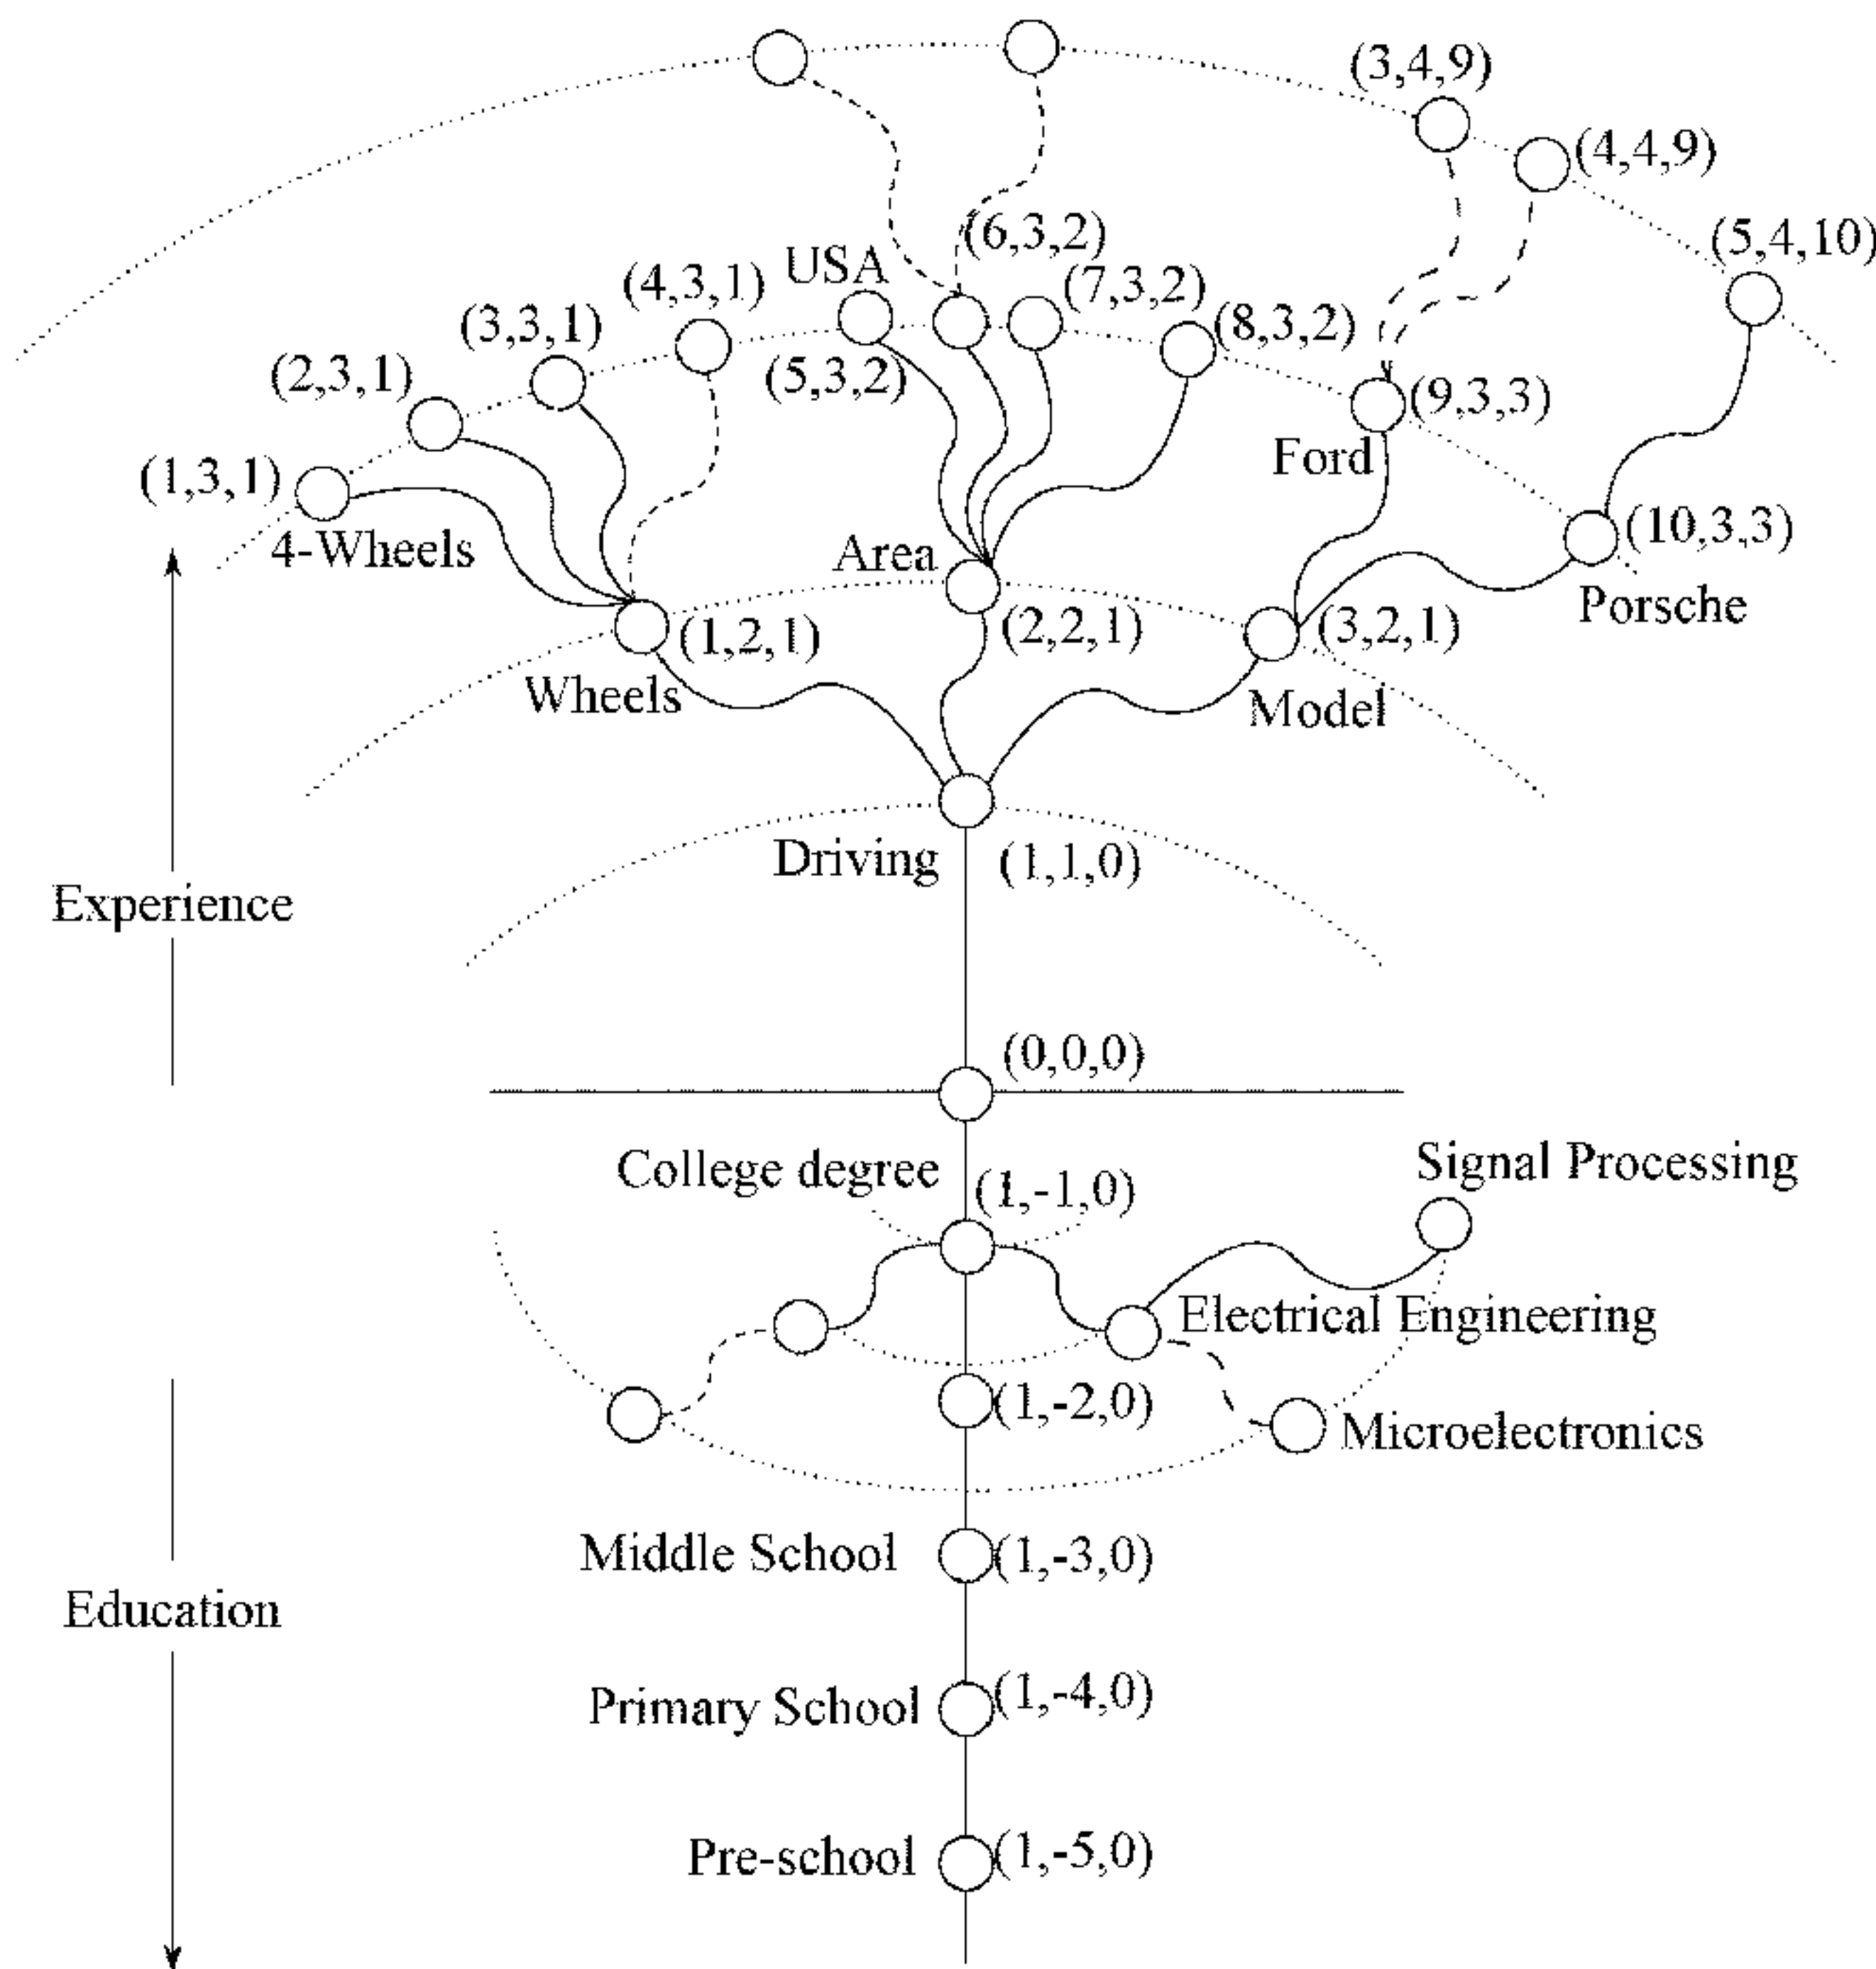 (3,4,9)
(4,4,9)
(5,4,10)
(6,3,2)
USA
(7,3,2)
(4,3,1)
(3,3,1)
(8,3,2)
(2,3,1)
(5,3,2)
(9,3,3)
Ford
(1,3,1)
(10,3,3)
4-Wheels
Area
Porsche
(1,2,1)
(2,2,1)
(3,2,1)
Wheels
Model
Driving
(1,1,0)
Experience
(0,0,0)
College degree
Signal Processing
(1,-1,0)
Electrical Engineering
(1,-2,0)
Microelectronics
Middle School
(1,-3,0)
Education
Primary School
(1,-4,0)
Pre-school
(1,-5,0)